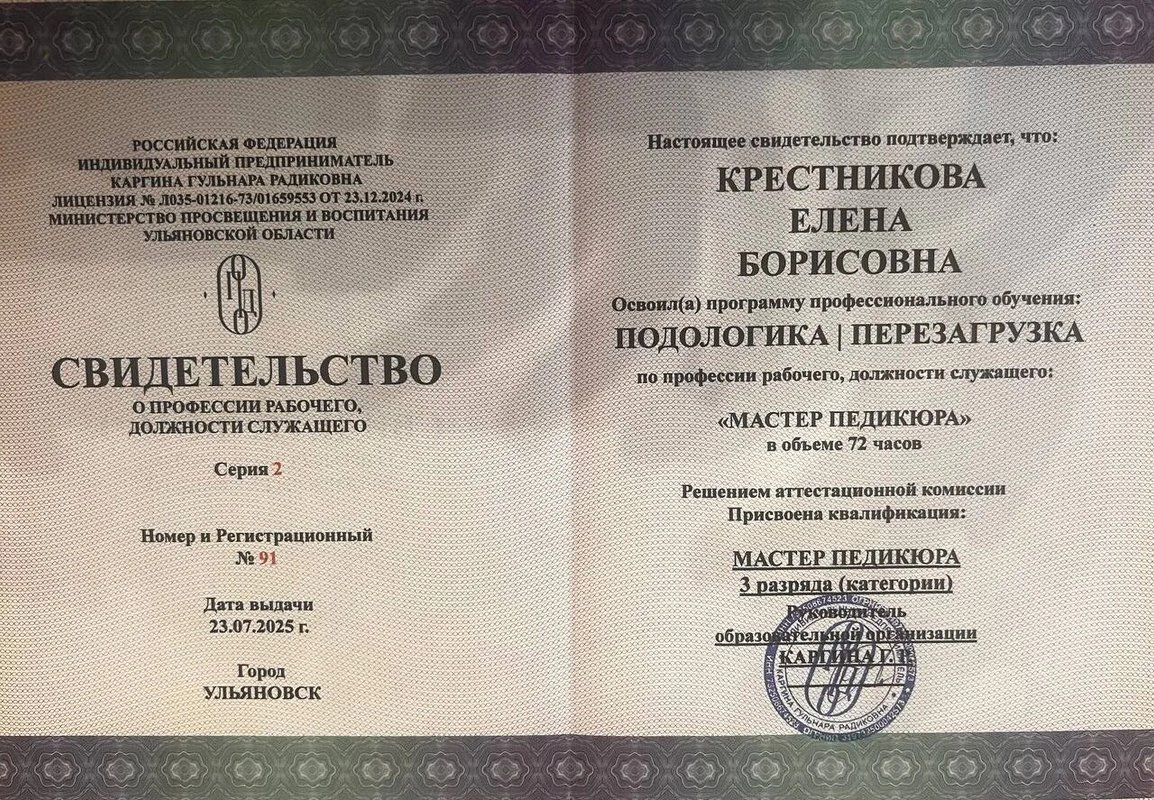 РОССИЙСКАЯ ФЕДЕРАЦИЯ
ИНДИВИДУАЛЬНЫЙ ПРЕДПРИНИМАТЕЛЬ
КАРГИНА ГУЛЬНАРА РАДИКОВНА
ЛИЦЕНЗИЯ № Л035-01216-73/01659553 ОТ 23.12.2024 г.
МИНИСТЕРСТВО ПРОСВЕЩЕНИЯ И ВОСПИТАНИЯ
УЛЬЯНОВСКОЙ ОБЛАСТИ
СВИДЕТЕЛЬСТВО
О ПРОФЕССИИ РАБОЧЕГО,
ДОЛЖНОСТИ СЛУЖАЩЕГО
Серия 2
Номер и Регистрационный
№ 91
Дата выдачи
23.07.2025 г.
Город
УЛЬЯНОВСК
Настоящее свидетельство подтверждает, что:
КРЕСТНИКОВА
ЕЛЕНА
БОРИСОВНА
Освоил(а) программу профессионального обучения:
ПОДОЛОГИКА | ПЕРЕЗАГРУЗКА
по профессии рабочего, должности служащего:
«МАСТЕР ПЕДИКЮРА»
в объеме 72 часов
Решением аттестационной комиссии
Присвоена квалификация:
МАСТЕР ПЕДИКЮРА
3 разряда (категории)
Руководитель
образовательной организации
КАРГИНА Г.
КАРГИНА ГУЛЬНАРА РАДИКОВНА